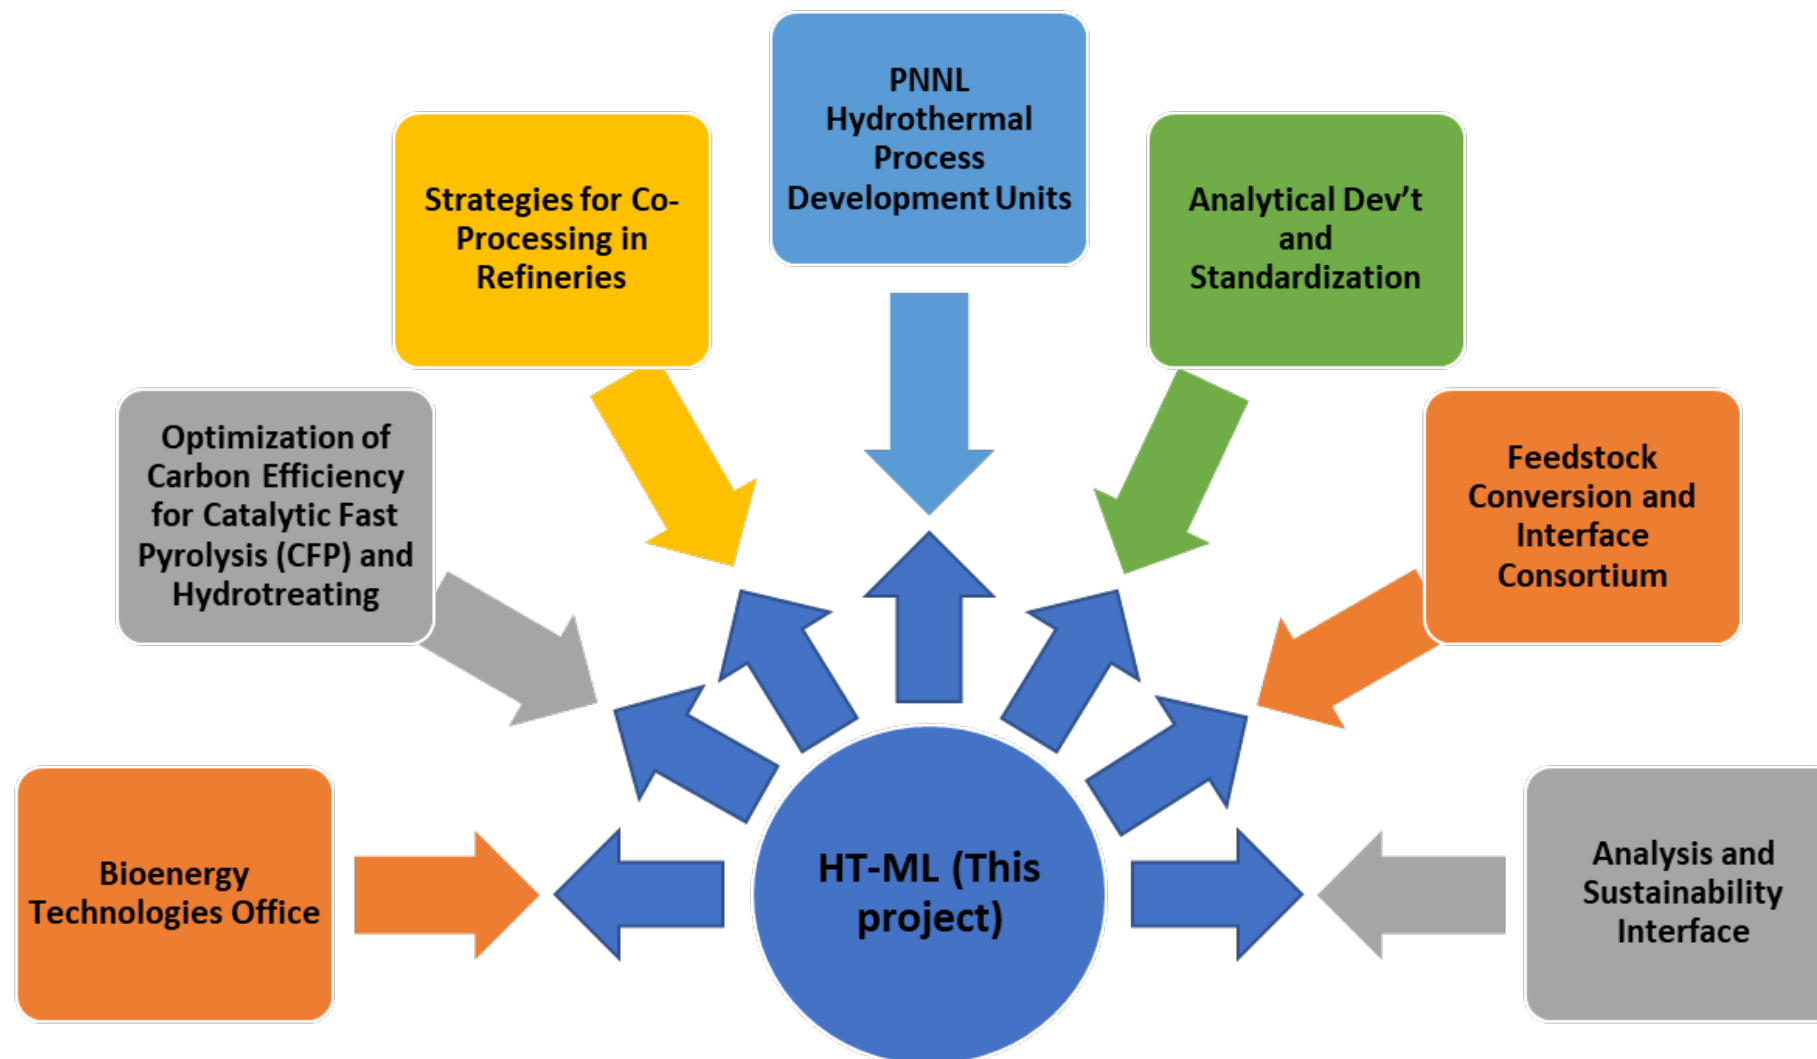 PNNL
Hydrothermal
Process
Development Units
Strategies for Co-
Processing in
Refineries
Analytical Dev’t
and
Standardization
Optimization of
Carbon Efficiency
for Catalytic Fast
Pyrolysis (CFP) and
Hydrotreating
Feedstock
Conversion and
Interface
Consortium
Bioenergy
Technologies Office
HT-ML (This
project)
Analysis and
Sustainability
Interface